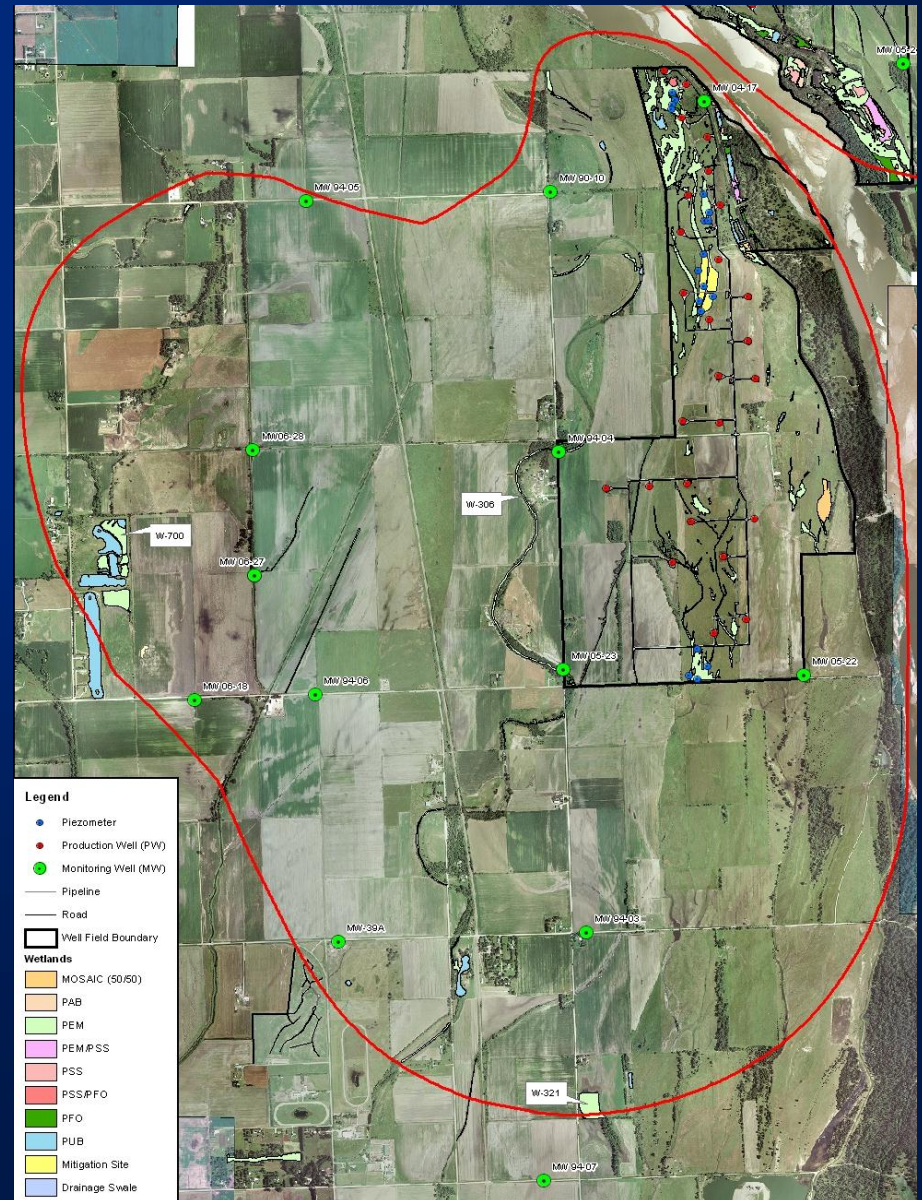 MW 05-2
MW 04-17
MW 94-05
MW 90-10
MW06-28
MW 94-04
W-306
W-700
MW 06-27
MW 05-23
MW 05-22
MW 06-18
MW 94-06
Legend
Piezometer
Production Well (PW)
Monitoring Well (MW)
Pipeline
Road
Well Field Boundary
Wetlands
MOSAIC (50/50)
PAB
PEM
PEM/PSS
PSS
PSS/PFO
PFO
PUB
Mitigation Site
Drainage Swale
MW-39A
MW 94-03
W-321
MW 94-07